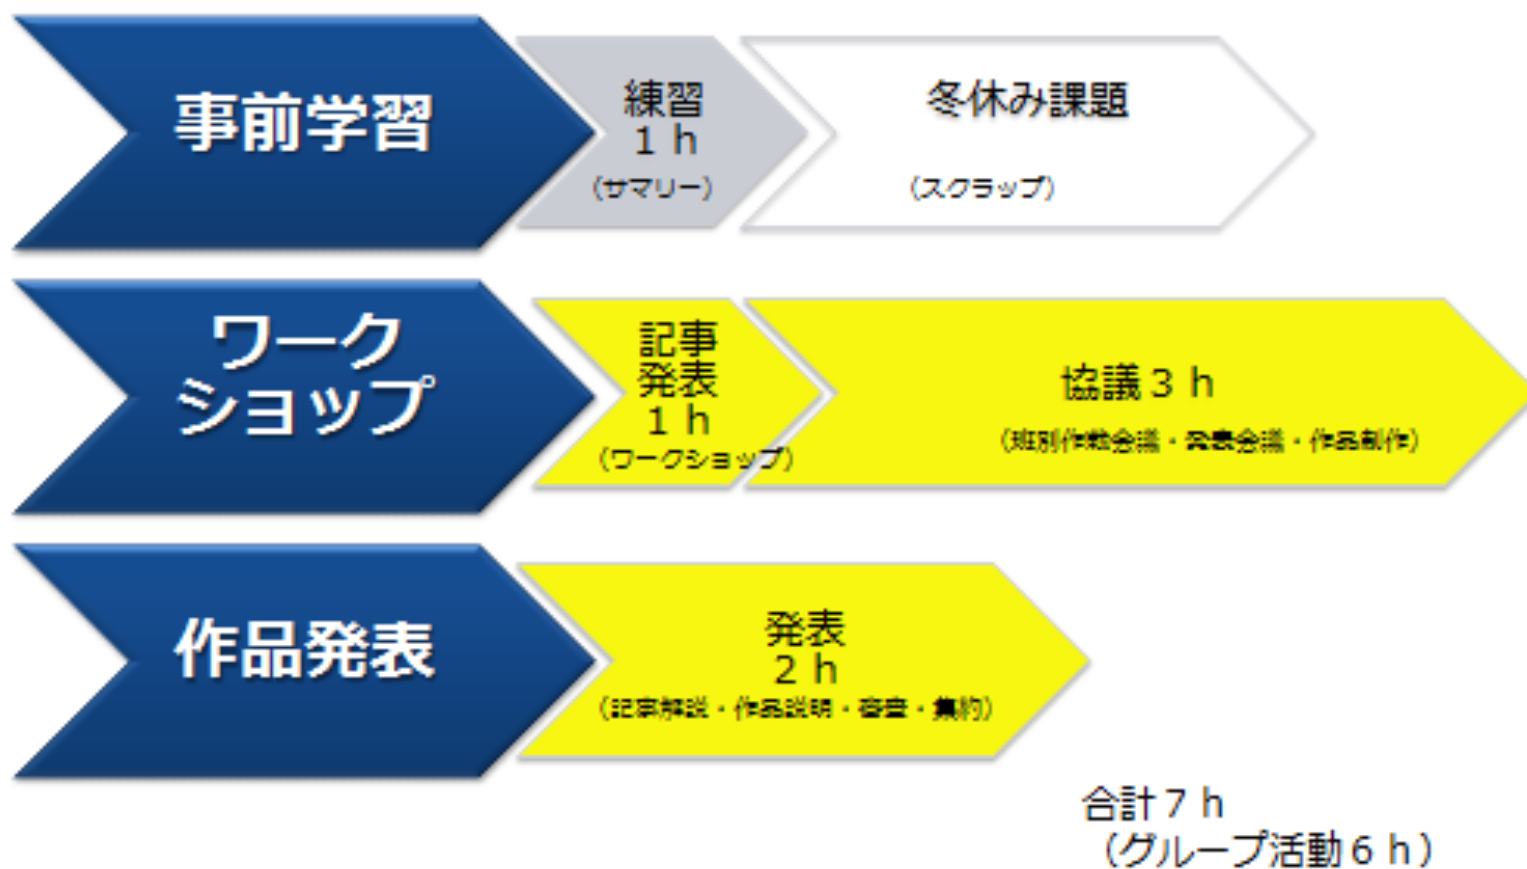 事前学習
練習
１ｈ
（サマリー）
冬休み課題
（スクラップ）
ワーク
ショップ
記事
発表
１ｈ
（ワークショップ）
協議３ｈ
（班別作戦会議・発表会議・作品制作）
作品発表
発表
２ｈ
（記事解説・作品説明・審査・集約）
合計７ｈ
（グループ活動６ｈ）